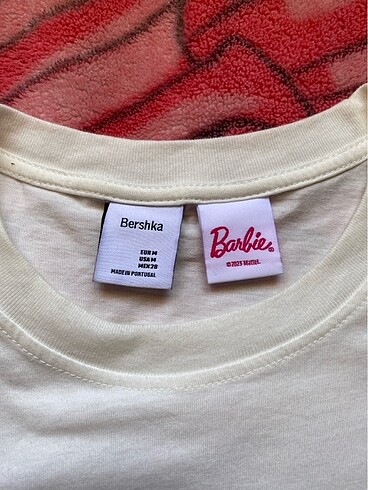 Bershka
EUR M
USA M
MEX 28
MADE IN PORTUGAL
Barbie®
©2023 Mattel.